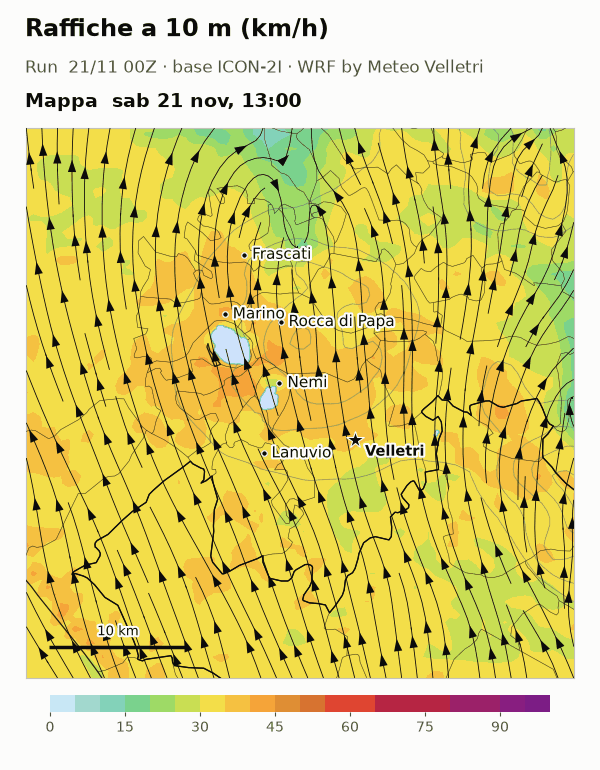 Raffiche a 10 m (km/h)
Run 21/11 00Z · base ICON-2I · WRF by Meteo Velletri
Mappa sab 21 nov, 13:00
Frascati
Marino
Rocca di Papa
Nemi
Velletri
Lanuvio
10 km
0 15 30 45 60 75 90